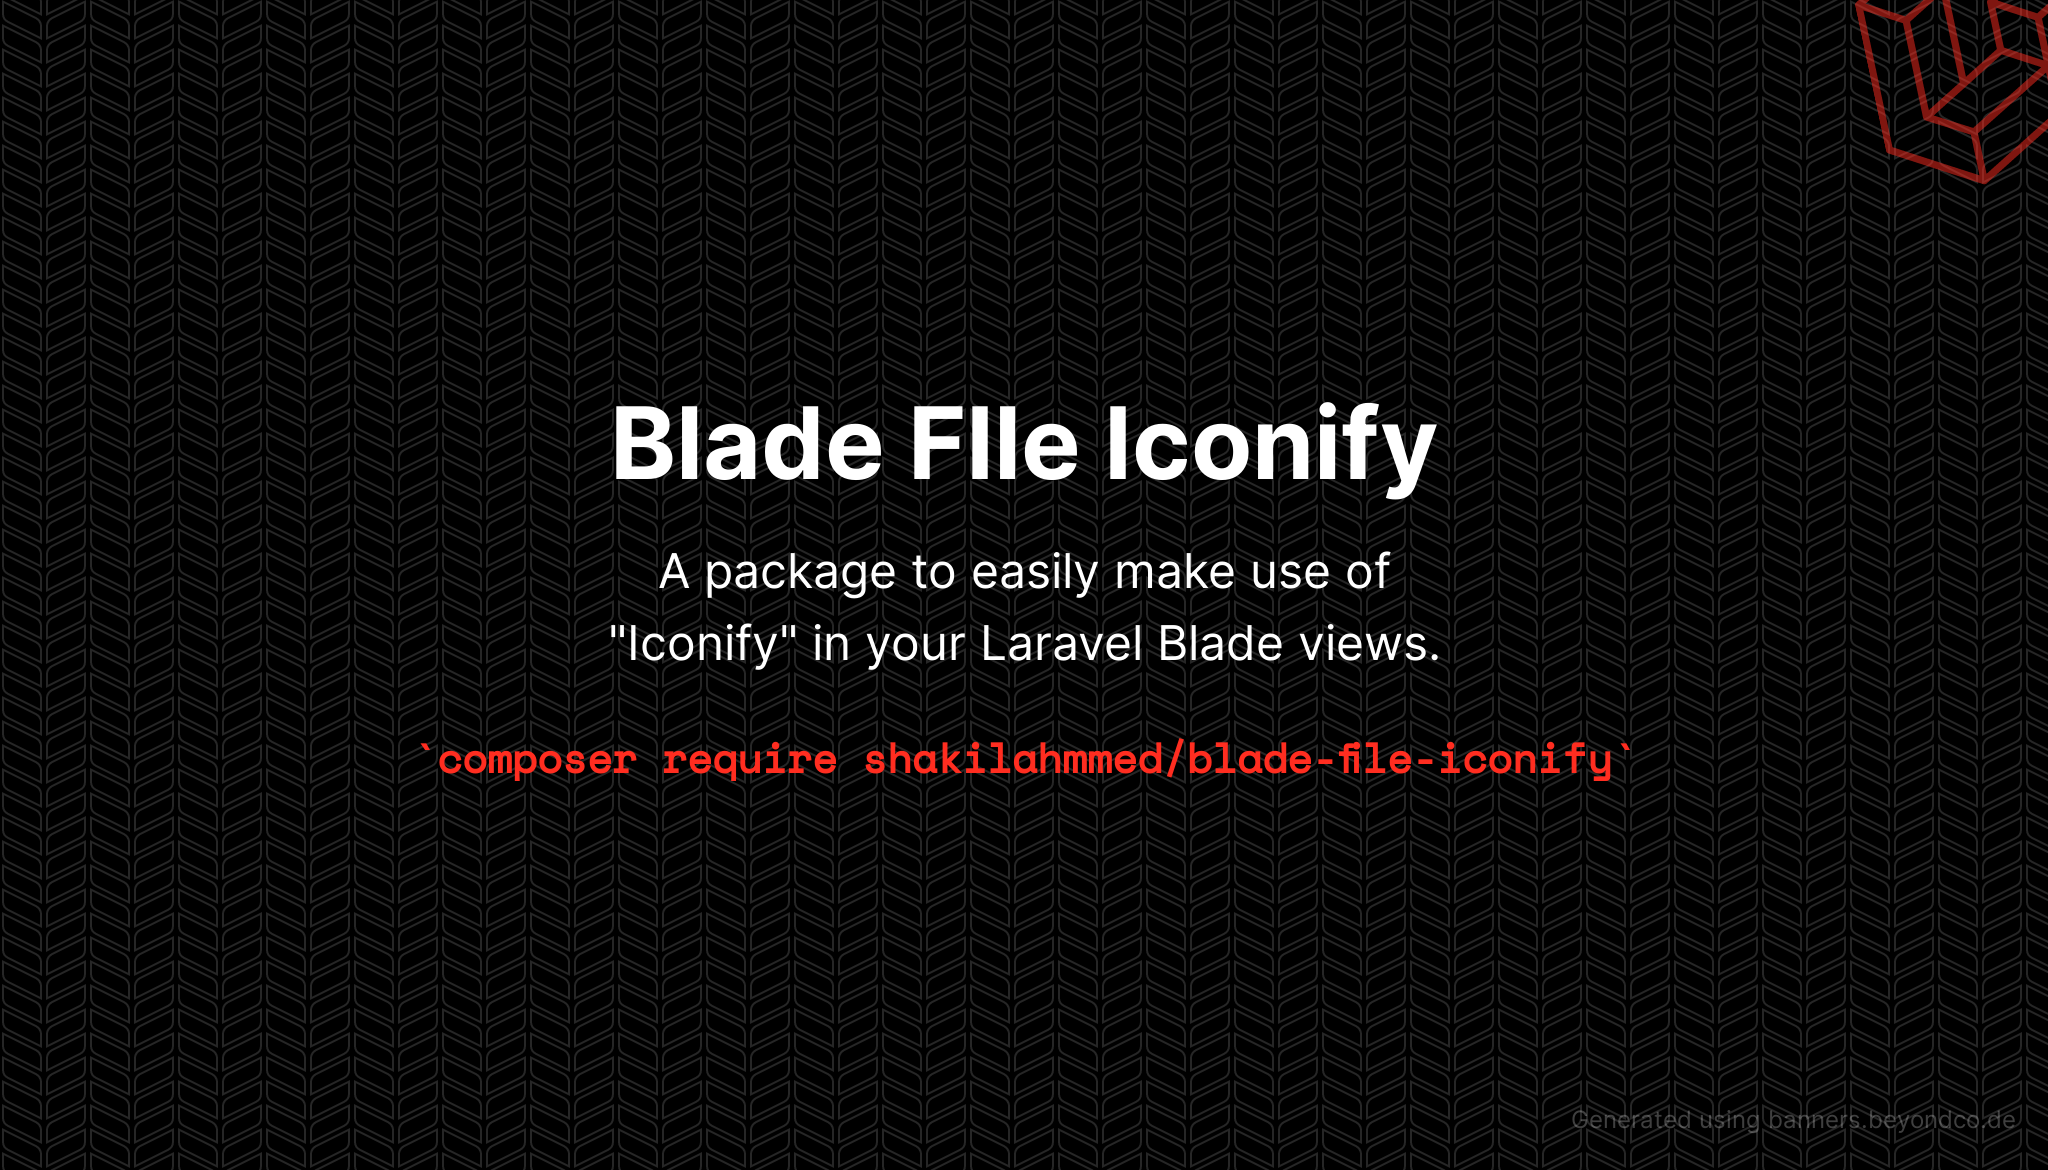 Blade FIle Iconify
A package to easily make use of
"Iconify" in your Laravel Blade views.
`composer require shakilahmmed/blade-file-iconify`
Generated using banners.beyondco.de